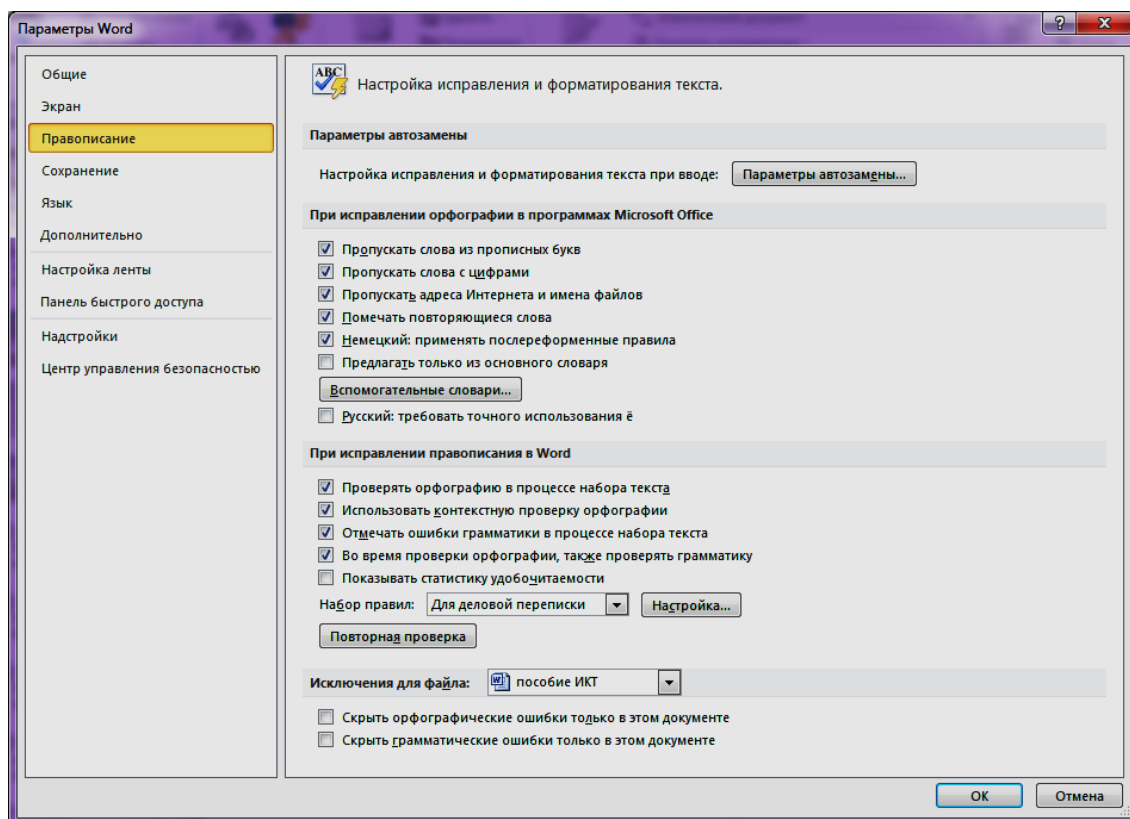 Параметры Word
Общие
Экран
Правописание
Сохранение
Язык
Дополнительно
Настройка ленты
Панель быстрого доступа
Надстройки
Центр управления безопасностью
ABC
Настройка исправления и форматирования текста.
Параметры автозамены
Настройка исправления и форматирования текста при вводе: Параметры автозамены...
При исправлении орфографии в программах Microsoft Office
Пропускать слова из прописных букв
Пропускать слова с цифрами
Пропускать адреса Интернета и имена файлов
Помечать повторяющиеся слова
Немецкий: применять послереформенные правила
Предлагать только из основного словаря
Вспомогательные словари...
Русский: требовать точного использования ё
При исправлении правописания в Word
Проверять орфографию в процессе набора текста
Использовать контекстную проверку орфографии
Отмечать ошибки грамматики в процессе набора текста
Во время проверки орфографии, также проверять грамматику
Показывать статистику удобочитаемости
Набор правил: Для деловой переписки Настройка...
Повторная проверка
Исключения для файла: пособие ИКТ
Скрыть орфографические ошибки только в этом документе
Скрыть грамматические ошибки только в этом документе
ОК Отмена